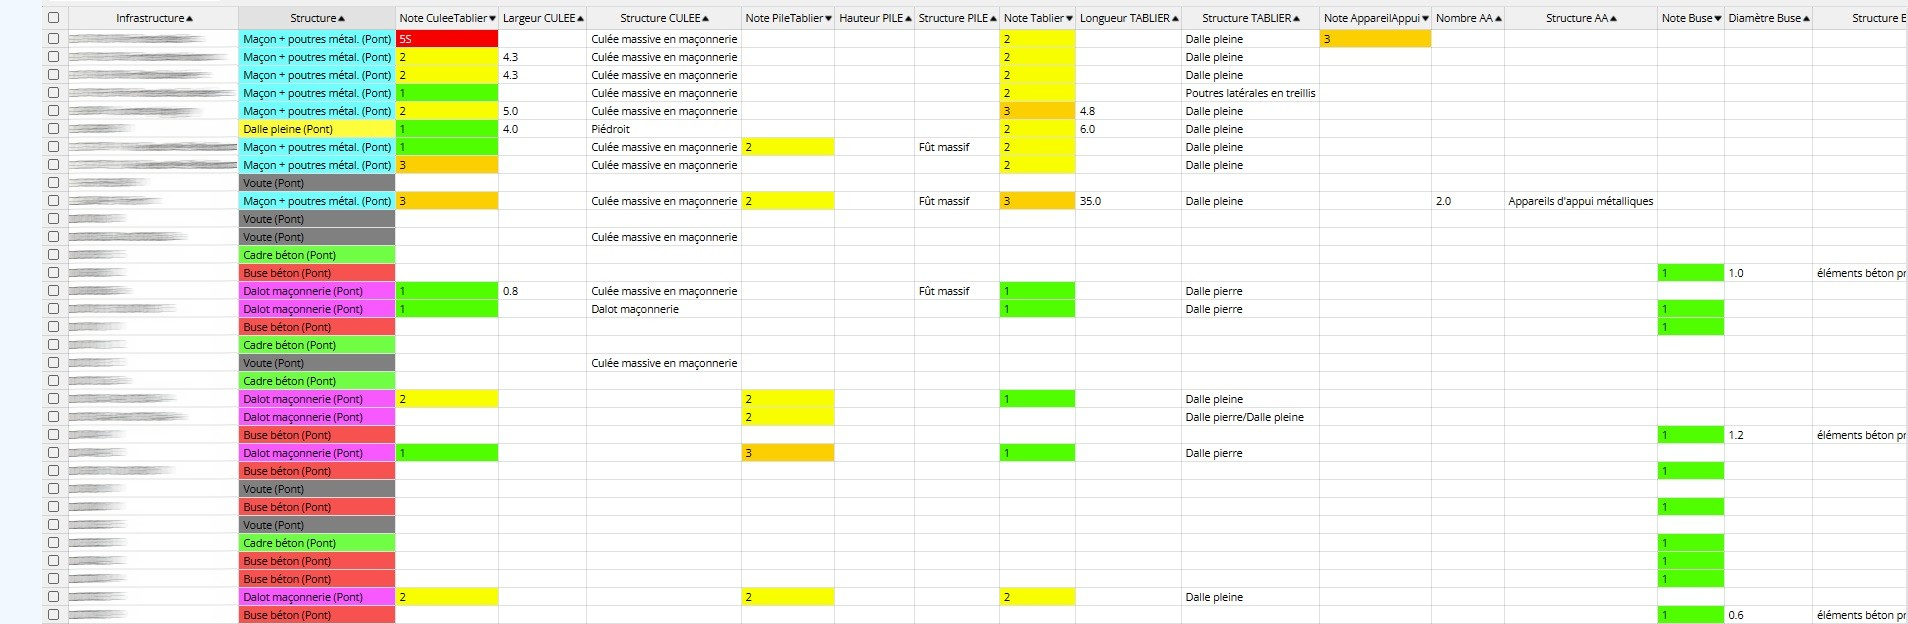 Infrastructure▲ Structure▲ Note CuleeTablier▼ Largeur CULEE▲ Structure CULEE▲ Note PileTablier▼ Hauteur PILE▲ Structure PILE▲ Note Tablier▼ Longueur TABLIER▲ Structure TABLIER▲ Note AppareilAppui▼ Nombre AA▲ Structure AA▲ Note Buse▼ Diamètre Buse▲ Structure
Maçon + poutres métal. (Pont) 5S Culée massive en maçonnerie 2 Dalle pleine 3
Maçon + poutres métal. (Pont) 2 4.3 Culée massive en maçonnerie 2 Dalle pleine
Maçon + poutres métal. (Pont) 2 4.3 Culée massive en maçonnerie 2 Dalle pleine
Maçon + poutres métal. (Pont) 1 Culée massive en maçonnerie 2 Poutres latérales en treillis
Maçon + poutres métal. (Pont) 2 5.0 Culée massive en maçonnerie 3 4.8 Dalle pleine
Dalle pleine (Pont) 1 4.0 Piédroit 2 6.0 Dalle pleine
Maçon + poutres métal. (Pont) 1 Culée massive en maçonnerie 2 Fût massif 2 Dalle pleine
Maçon + poutres métal. (Pont) 3 Culée massive en maçonnerie 2 Dalle pleine
Voute (Pont)
Maçon + poutres métal. (Pont) 3 Culée massive en maçonnerie 2 Fût massif 3 35.0 Dalle pleine 2.0 Appareils d'appui métalliques
Voute (Pont)
Voute (Pont) Culée massive en maçonnerie
Cadre béton (Pont)
Buse béton (Pont) 1 1.0 éléments béton pr
Dalot maçonnerie (Pont) 1 0.8 Culée massive en maçonnerie Fût massif 1 Dalle pierre
Dalot maçonnerie (Pont) 1 Dalot maçonnerie 1 Dalle pierre 1
Buse béton (Pont) 1
Cadre béton (Pont)
Voute (Pont) Culée massive en maçonnerie
Cadre béton (Pont)
Dalot maçonnerie (Pont) 2 2 1 Dalle pleine
Dalot maçonnerie (Pont) 2 Dalle pierre/Dalle pleine
Buse béton (Pont) 1 1.2 éléments béton pr
Dalot maçonnerie (Pont) 1 3 1 Dalle pierre
Buse béton (Pont) 1
Voute (Pont)
Buse béton (Pont) 1
Voute (Pont)
Cadre béton (Pont) 1
Buse béton (Pont) 1
Buse béton (Pont) 1
Dalot maçonnerie (Pont) 2 2 2 Dalle pleine
Buse béton (Pont) 1 0.6 éléments béton pr